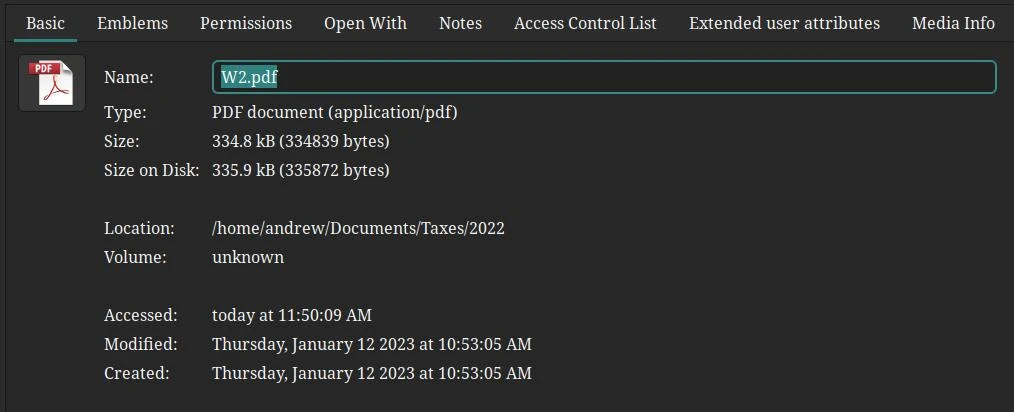 Basic Emblems Permissions Open With Notes Access Control List Extended user attributes Media Info
PDF
Name: W2.pdf
Type: PDF document (application/pdf)
Size: 334.8 kB (334839 bytes)
Size on Disk: 335.9 kB (335872 bytes)
Location: /home/andrew/Documents/Taxes/2022
Volume: unknown
Accessed: today at 11:50:09 AM
Modified: Thursday, January 12 2023 at 10:53:05 AM
Created: Thursday, January 12 2023 at 10:53:05 AM